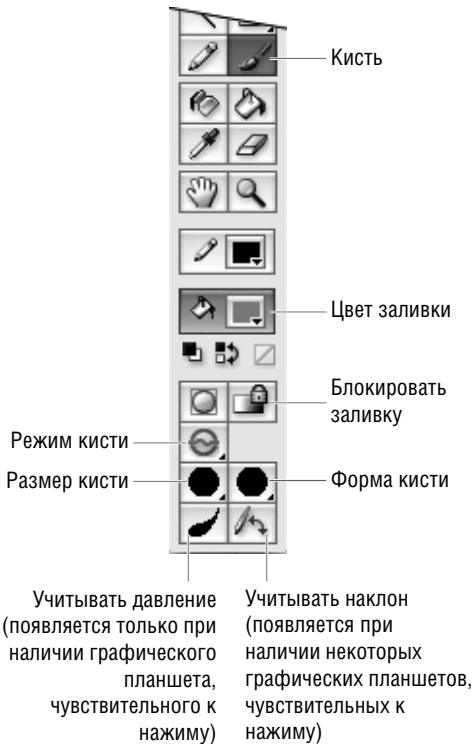 Кисть
Цвет заливки
Блокировать
заливку
Режим кисти
Размер кисти
Форма кисти
Учитывать давление
(появляется только при
наличии графического
планшета,
чувствительного к
нажиму)
Учитывать наклон
(появляется при
наличии некоторых
графических планшетов,
чувствительных к
нажиму)